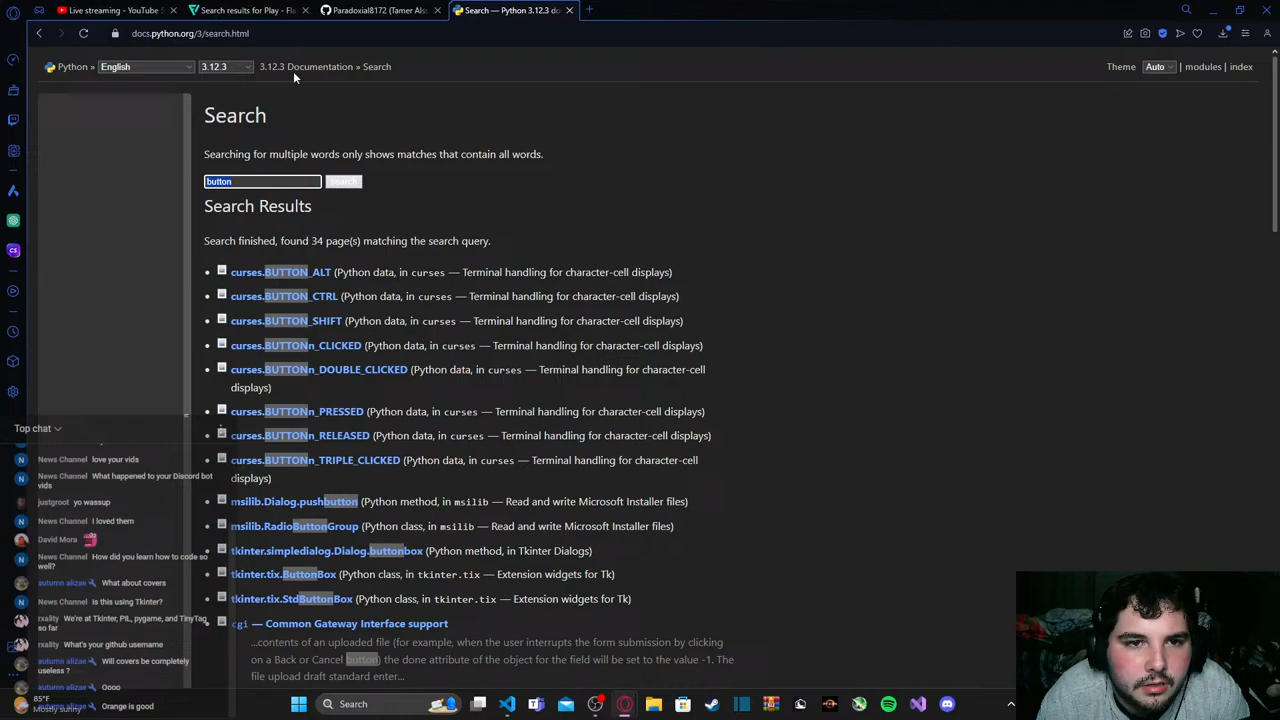 Live streaming - YouTube S
Search results for Play - Fla
Paradoxial8172 (Tamer Als
Search — Python 3.12.3 do
docs.python.org/3/search.html
Python » English 3.12.3 3.12.3 Documentation » Search
Theme Auto | modules | index
Search
Searching for multiple words only shows matches that contain all words.
button search
Search Results
Search finished, found 34 page(s) matching the search query.
curses.BUTTON_ALT (Python data, in curses — Terminal handling for character-cell displays)
curses.BUTTON_CTRL (Python data, in curses — Terminal handling for character-cell displays)
curses.BUTTON_SHIFT (Python data, in curses — Terminal handling for character-cell displays)
curses.BUTTONn_CLICKED (Python data, in curses — Terminal handling for character-cell displays)
curses.BUTTONn_DOUBLE_CLICKED (Python data, in curses — Terminal handling for character-cell
displays)
curses.BUTTONn_PRESSED (Python data, in curses — Terminal handling for character-cell displays)
curses.BUTTONn_RELEASED (Python data, in curses — Terminal handling for character-cell displays)
curses.BUTTONn_TRIPLE_CLICKED (Python data, in curses — Terminal handling for character-cell
displays)
msilib.Dialog.pushbutton (Python method, in msilib — Read and write Microsoft Installer files)
msilib.RadioButtonGroup (Python class, in msilib — Read and write Microsoft Installer files)
tkinter.simpledialog.Dialog.buttonbox (Python method, in Tkinter Dialogs)
tkinter.tix.ButtonBox (Python class, in tkinter.tix — Extension widgets for Tk)
tkinter.tix.StdButtonBox (Python class, in tkinter.tix — Extension widgets for Tk)
cgi — Common Gateway Interface support
...contents of an uploaded file (for example, when the user interrupts the form submission by clicking
on a Back or Cancel button) the done attribute of the object for the field will be set to the value -1. The
file upload draft standard enter...
Top chat
News Channel love your vids
News Channel What happened to your Discord bot
vids
justgroot yo wassup
News Channel I loved them
David Mora
News Channel How did you learn how to code so
well?
autumn alizae What about covers
News Channel Is this using Tkinter?
rxality We're at Tkinter, PIL, pygame, and TinyTag
so far
rxality What's your github username
autumn alizae Will covers be completely
useless ?
autumn alizae Oooo
autumn alizae Orange is good
85°F
Mostly sunny
Search